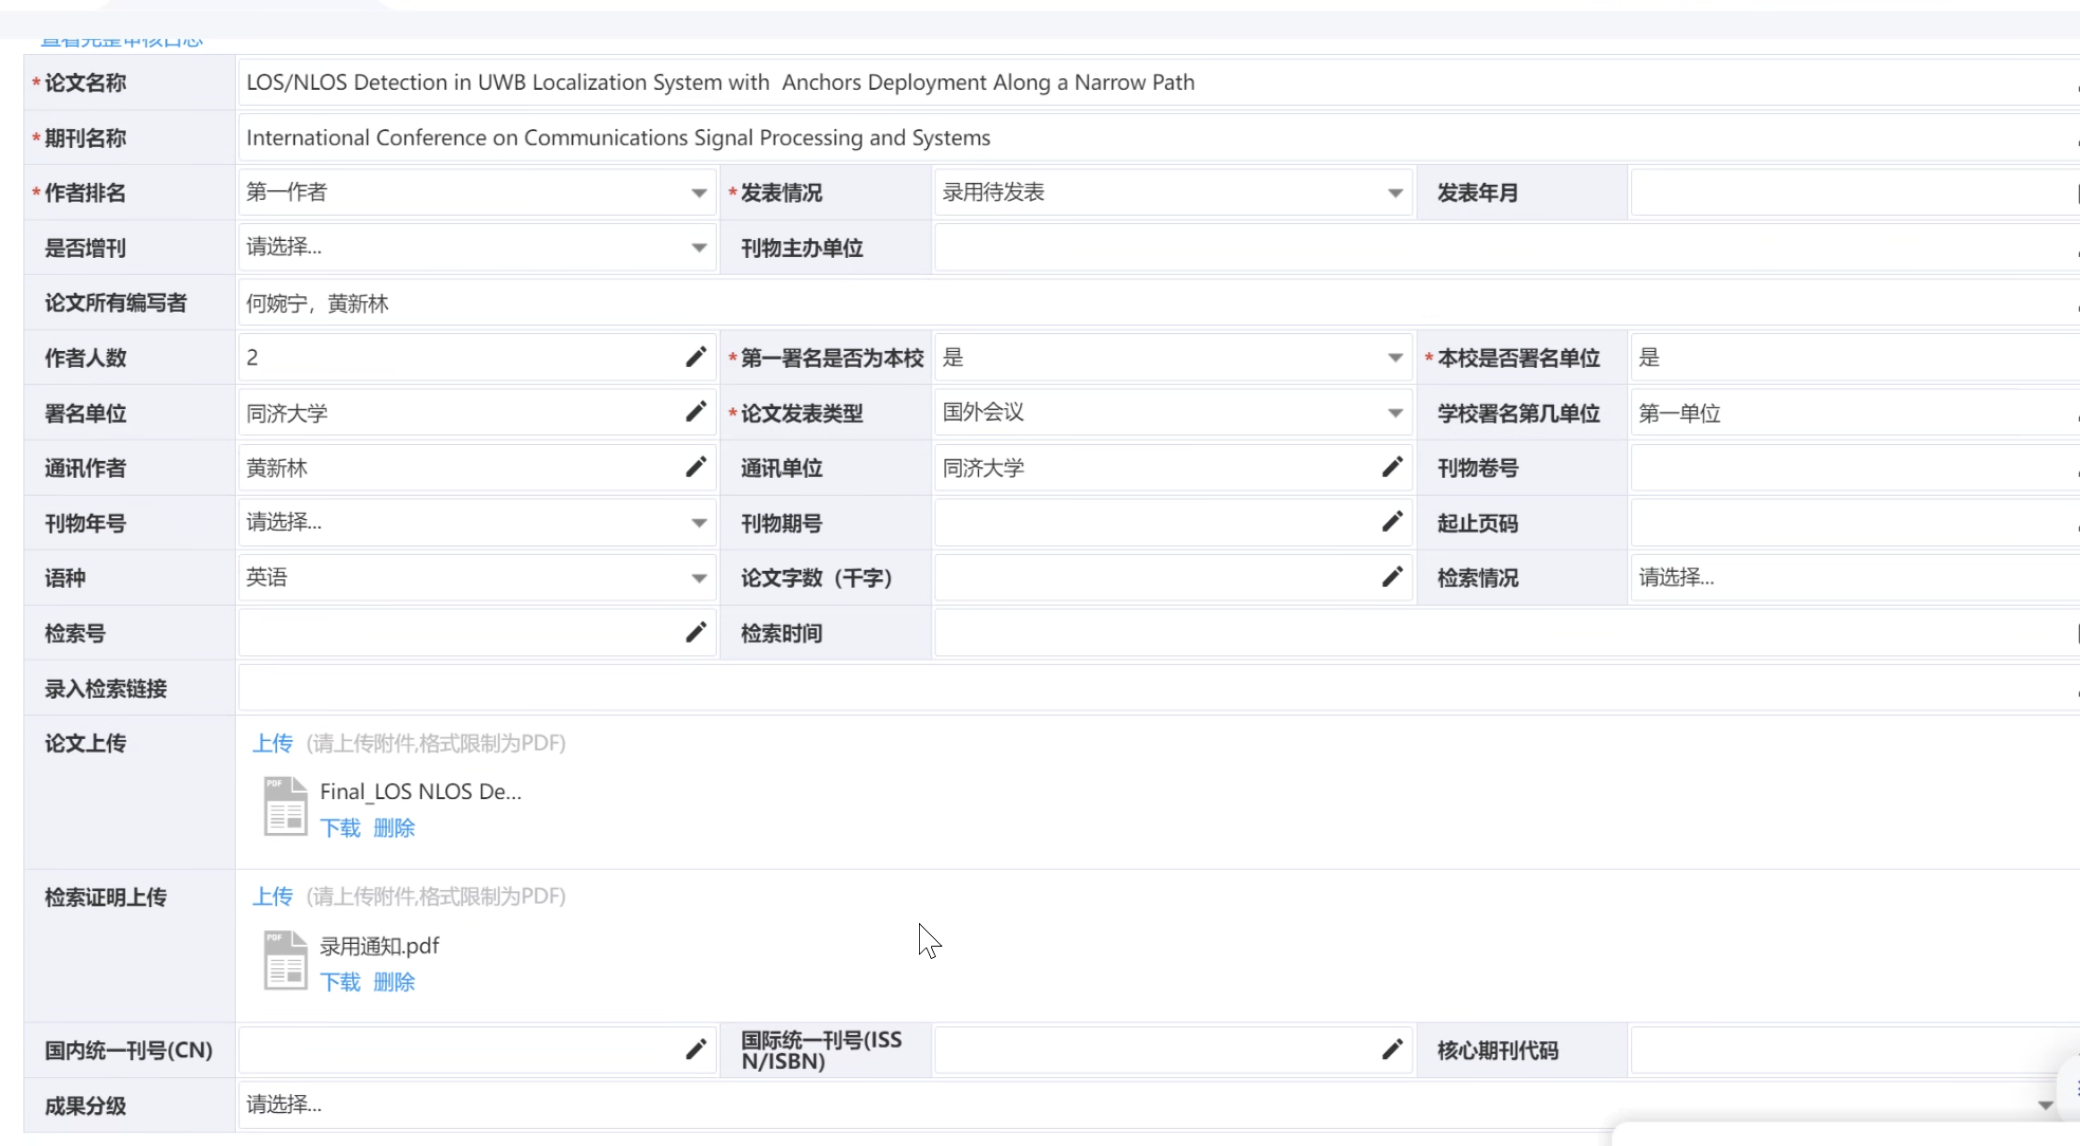 查看完整审核日志
*论文名称 LOS/NLOS Detection in UWB Localization System with  Anchors Deployment Along a Narrow Path
*期刊名称 International Conference on Communications Signal Processing and Systems
*作者排名 第一作者 *发表情况 录用待发表 发表年月
是否增刊 请选择... 刊物主办单位
论文所有编写者 何婉宁，黄新林
作者人数 2 *第一署名是否为本校 是 *本校是否署名单位 是
署名单位 同济大学 *论文发表类型 国外会议 学校署名第几单位 第一单位
通讯作者 黄新林 通讯单位 同济大学 刊物卷号
刊物年号 请选择... 刊物期号 起止页码
语种 英语 论文字数（千字） 检索情况 请选择...
检索号 检索时间
录入检索链接
论文上传 上传 (请上传附件,格式限制为PDF)
PDF Final_LOS NLOS De...
下载 删除
检索证明上传 上传 (请上传附件,格式限制为PDF)
PDF 录用通知.pdf
下载 删除
国内统一刊号(CN) 国际统一刊号(ISS
N/ISBN) 核心期刊代码
成果分级 请选择...